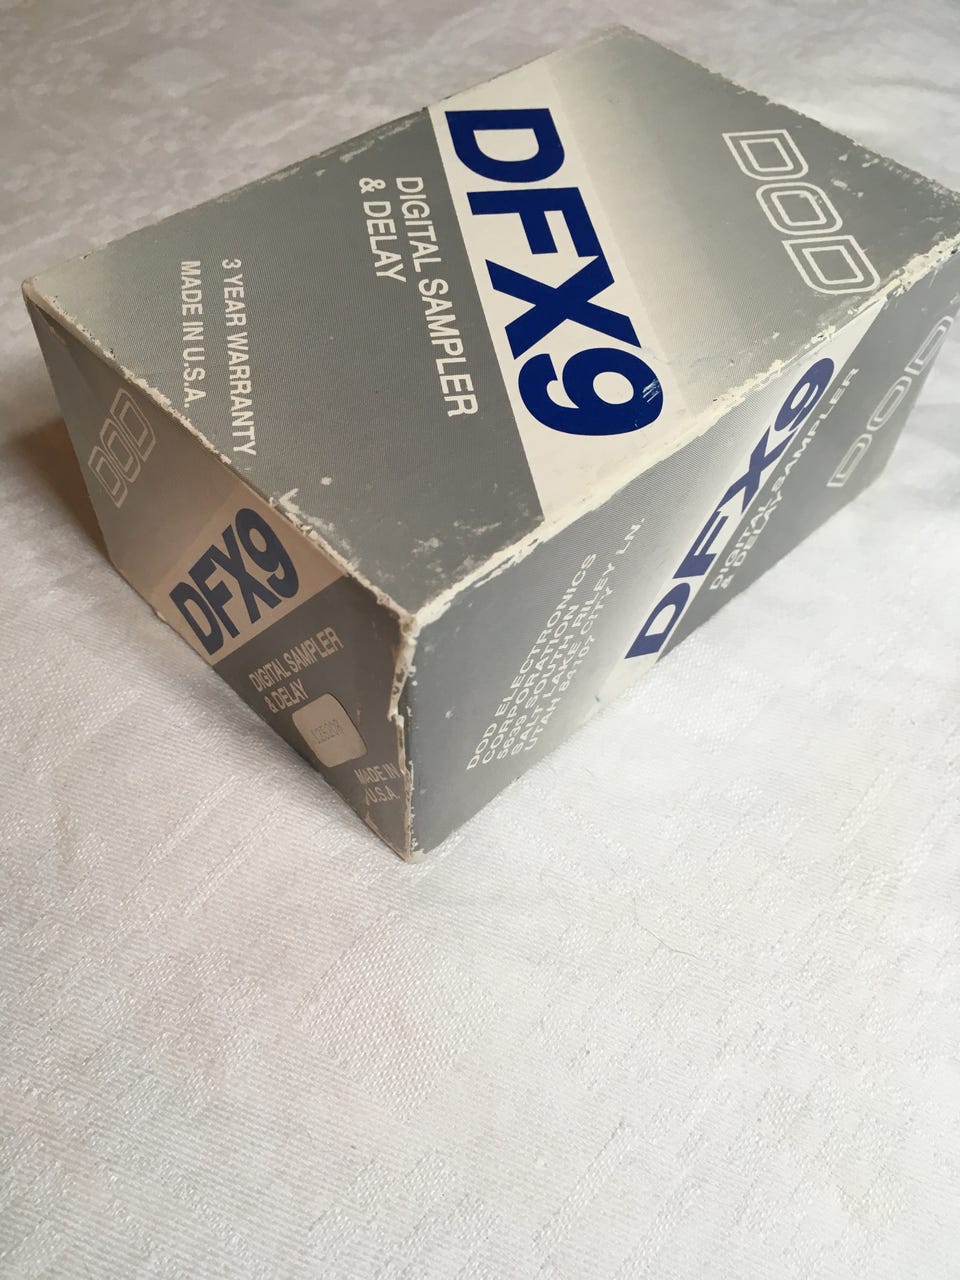 DOD
DFX9
DIGITAL SAMPLER
& DELAY
3 YEAR WARRANTY
MADE IN U.S.A.
DOD
DFX9
DIGITAL SAMPLER
& DELAY
MADE IN
U.S.A.
DOD
DFX9
DIGITAL SAMPLER
& DELAY
DOD ELECTRONICS
CORPORATION
5639 SOUTH RILEY LN.
SALT LAKE CITY
UTAH 84107